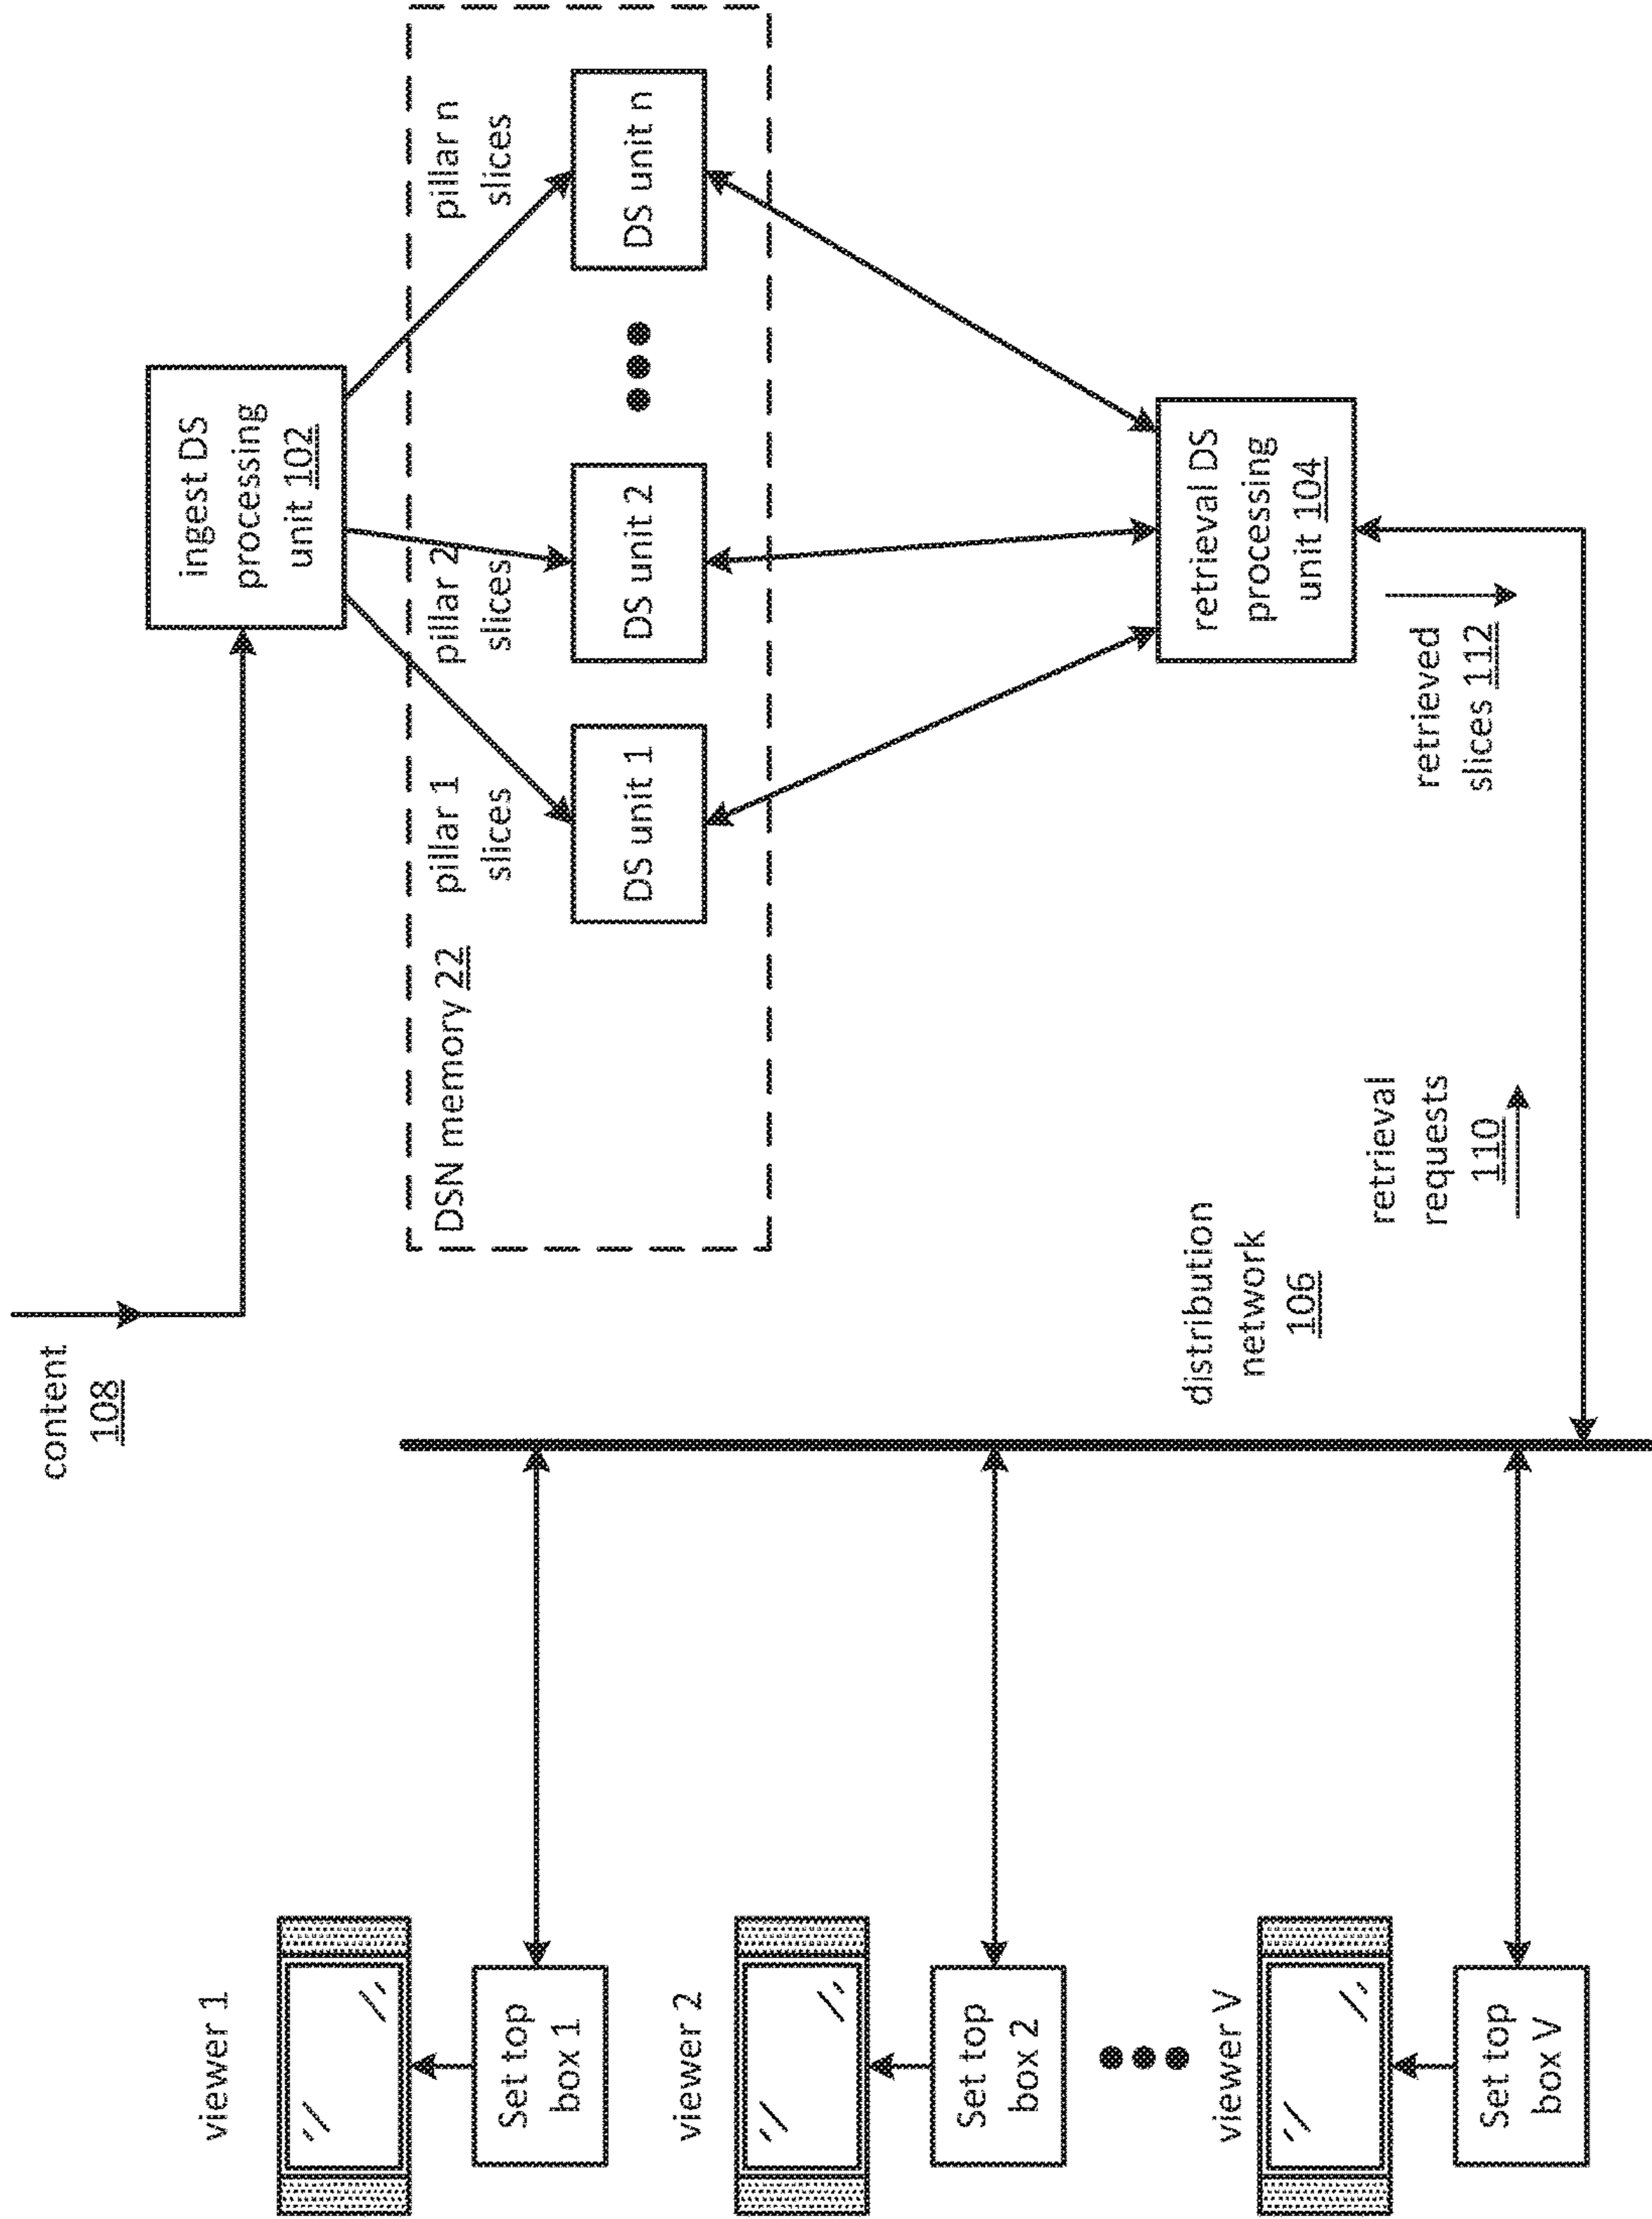 viewer 1
Set top
box 1
viewer 2
Set top
box 2
viewer V
Set top
box V
content
108
distribution
network
106
ingest DS
processing
unit 102
DSN memory 22
pillar 1
slices
pillar 2
slices
pillar n
slices
DS unit 1
DS unit 2
DS unit n
retrieval DS
processing
unit 104
retrieval
requests
110
retrieved
slices 112